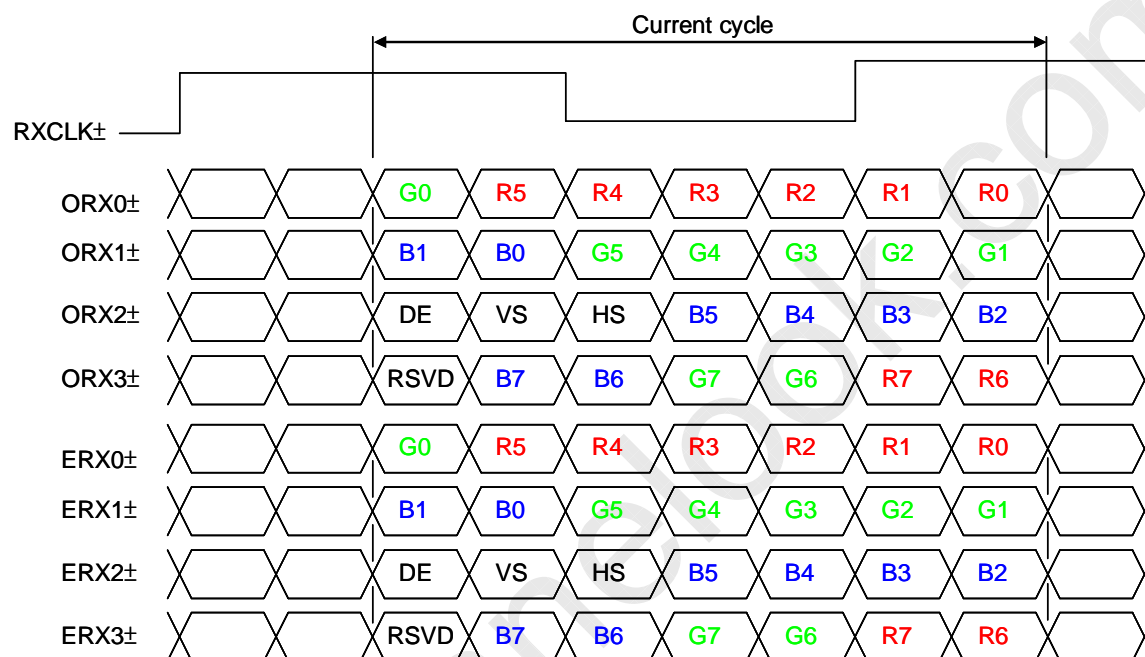 Current cycle
RXCLK±
ORX0± G0 R5 R4 R3 R2 R1 R0
ORX1± B1 B0 G5 G4 G3 G2 G1
ORX2± DE VS HS B5 B4 B3 B2
ORX3± RSVD B7 B6 G7 G6 R7 R6
ERX0± G0 R5 R4 R3 R2 R1 R0
ERX1± B1 B0 G5 G4 G3 G2 G1
ERX2± DE VS HS B5 B4 B3 B2
ERX3± RSVD B7 B6 G7 G6 R7 R6
nelook.com